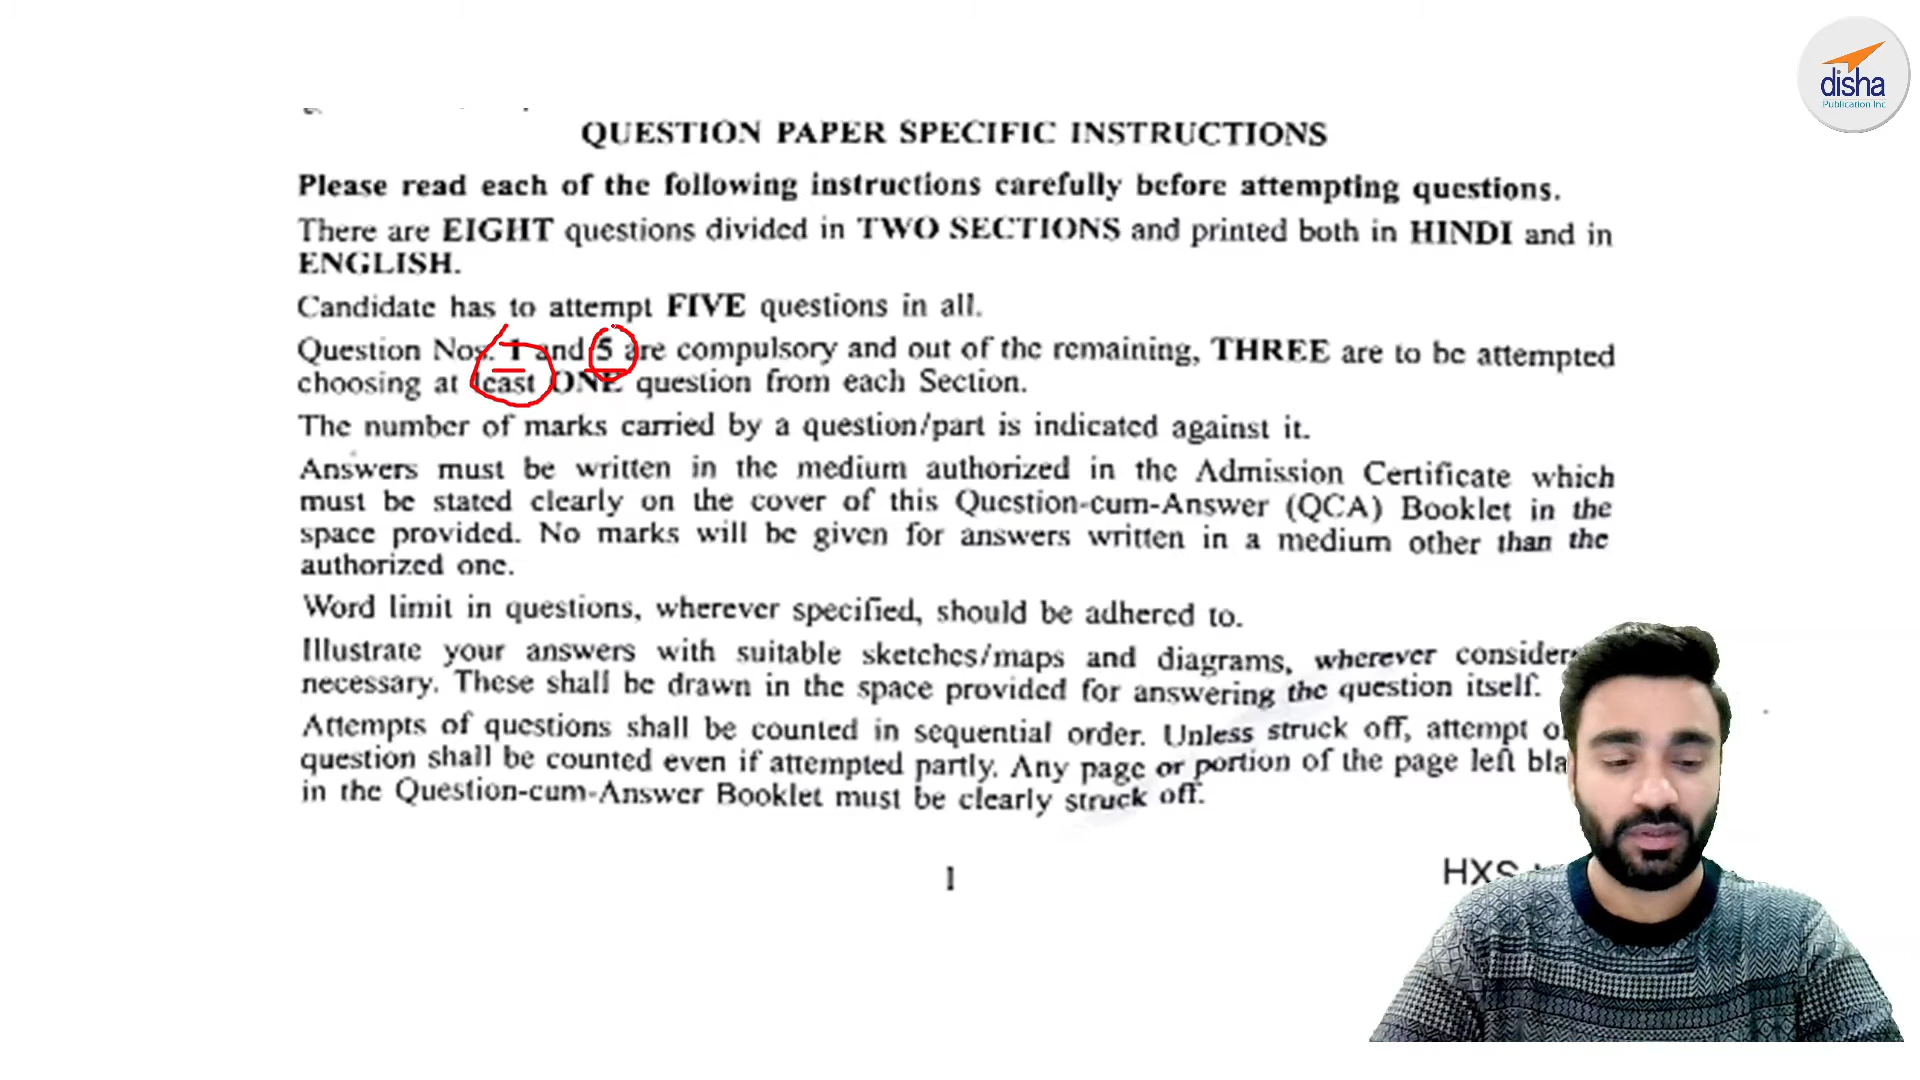 disha
Publication Inc
QUESTION PAPER SPECIFIC INSTRUCTIONS
Please read each of the following instructions carefully before attempting questions.
There are EIGHT questions divided in TWO SECTIONS and printed both in HINDI and in
ENGLISH.
Candidate has to attempt FIVE questions in all.
Question Nos. 1 and 5 are compulsory and out of the remaining, THREE are to be attempted
choosing at least ONE question from each Section.
The number of marks carried by a question/part is indicated against it.
Answers must be written in the medium authorized in the Admission Certificate which
must be stated clearly on the cover of this Question-cum-Answer (QCA) Booklet in the
space provided. No marks will be given for answers written in a medium other than the
authorized one.
Word limit in questions, wherever specified, should be adhered to.
Illustrate your answers with suitable sketches/maps and diagrams, wherever consider
necessary. These shall be drawn in the space provided for answering the question itself.
Attempts of questions shall be counted in sequential order. Unless struck off, attempt o
question shall be counted even if attempted partly. Any page or portion of the page left bla
in the Question-cum-Answer Booklet must be clearly struck off.
1
HXS